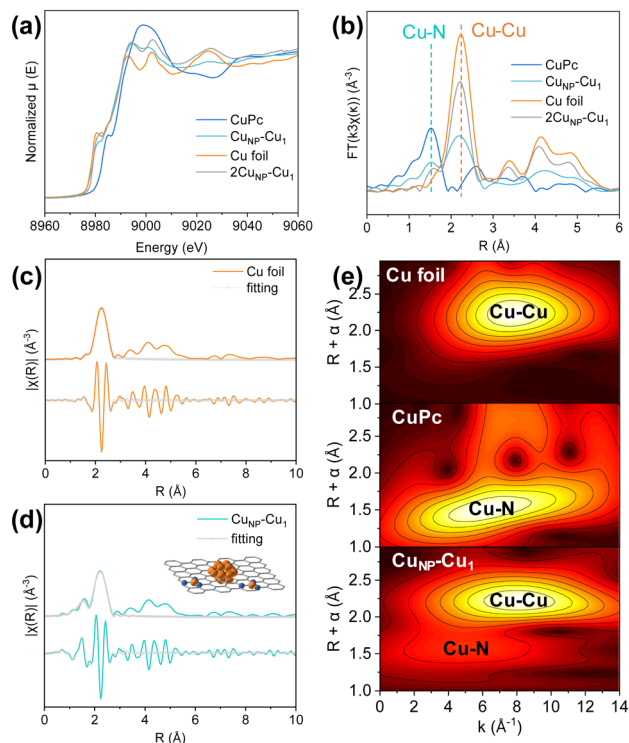 (a)
Normalized μ (E)
CuPc
CuNP-Cu1
Cu foil
2CuNP-Cu1
8960 8980 9000 9020 9040 9060
Energy (eV)
(b)
Cu-N
Cu-Cu
FT(k3χ(κ)) (Å-3)
CuPc
CuNP-Cu1
Cu foil
2CuNP-Cu1
0 1 2 3 4 5 6
R (Å)
(c)
Cu foil
fitting
|χ(R)| (Å-3)
0 2 4 6 8 10
R (Å)
(d)
CuNP-Cu1
fitting
|χ(R)| (Å-3)
0 2 4 6 8 10
R (Å)
(e)
Cu foil
Cu-Cu
R + α (Å)
2.5
2.0
1.5
CuPc
Cu-N
R + α (Å)
1.0
2.5
2.0
1.5
CuNP-Cu1
Cu-Cu
Cu-N
R + α (Å)
1.0
2.5
2.0
1.5
1.0
0 2 4 6 8 10 12 14
k (Å-1)